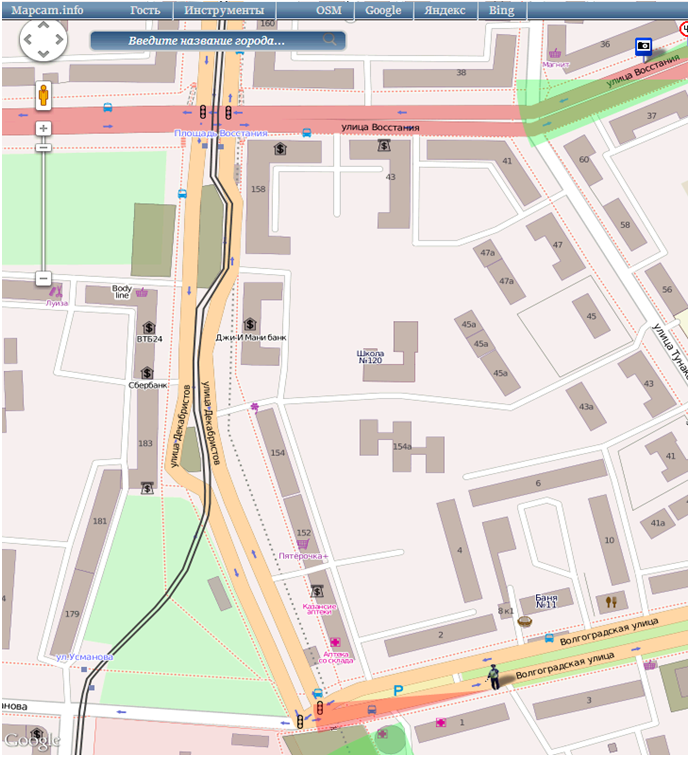 Mapcam.info Гость Инструменты OSM Google Яндекс Bing
160
36
Введите название города...
Магнит
38
улица Восстания
улица Восстания
37
Площадь Восстания
41
60
158
43
58
47
47а
47а
56
Луиза
Body
line
45
45а
ВТБ24
Джи-И Мани банк
45а
Школа
№120
45а
Сбербанк
43
43а
улица Декабристов
улица Декабристов
183
154
154а
41
6
181
41а
152
10
4
Пятёрочка+
Баня
№11
Казансие
аптеки
8 к1
179
2
Волгоградская улица
Аптека
со склада
ул.Усманова
Волгоградская улица
P
3
1
Google